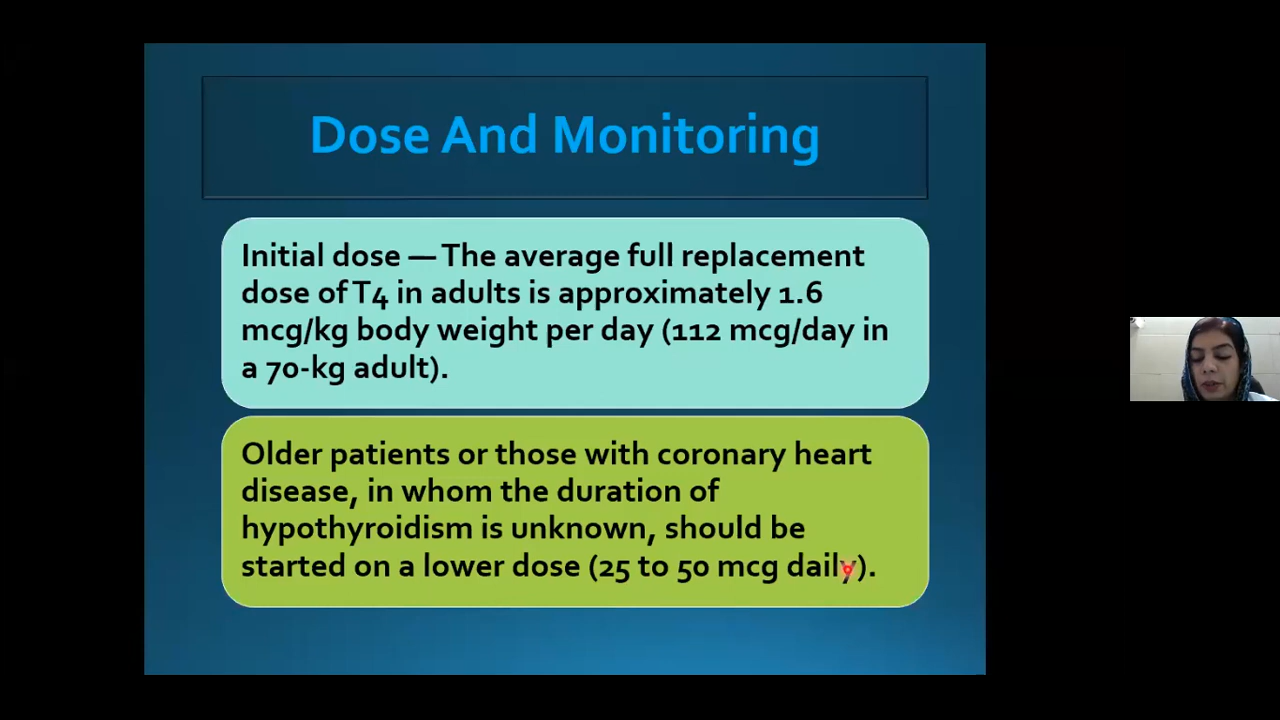 Dose And Monitoring
Initial dose — The average full replacement
dose of T4 in adults is approximately 1.6
mcg/kg body weight per day (112 mcg/day in
a 70-kg adult).
Older patients or those with coronary heart
disease, in whom the duration of
hypothyroidism is unknown, should be
started on a lower dose (25 to 50 mcg daily).